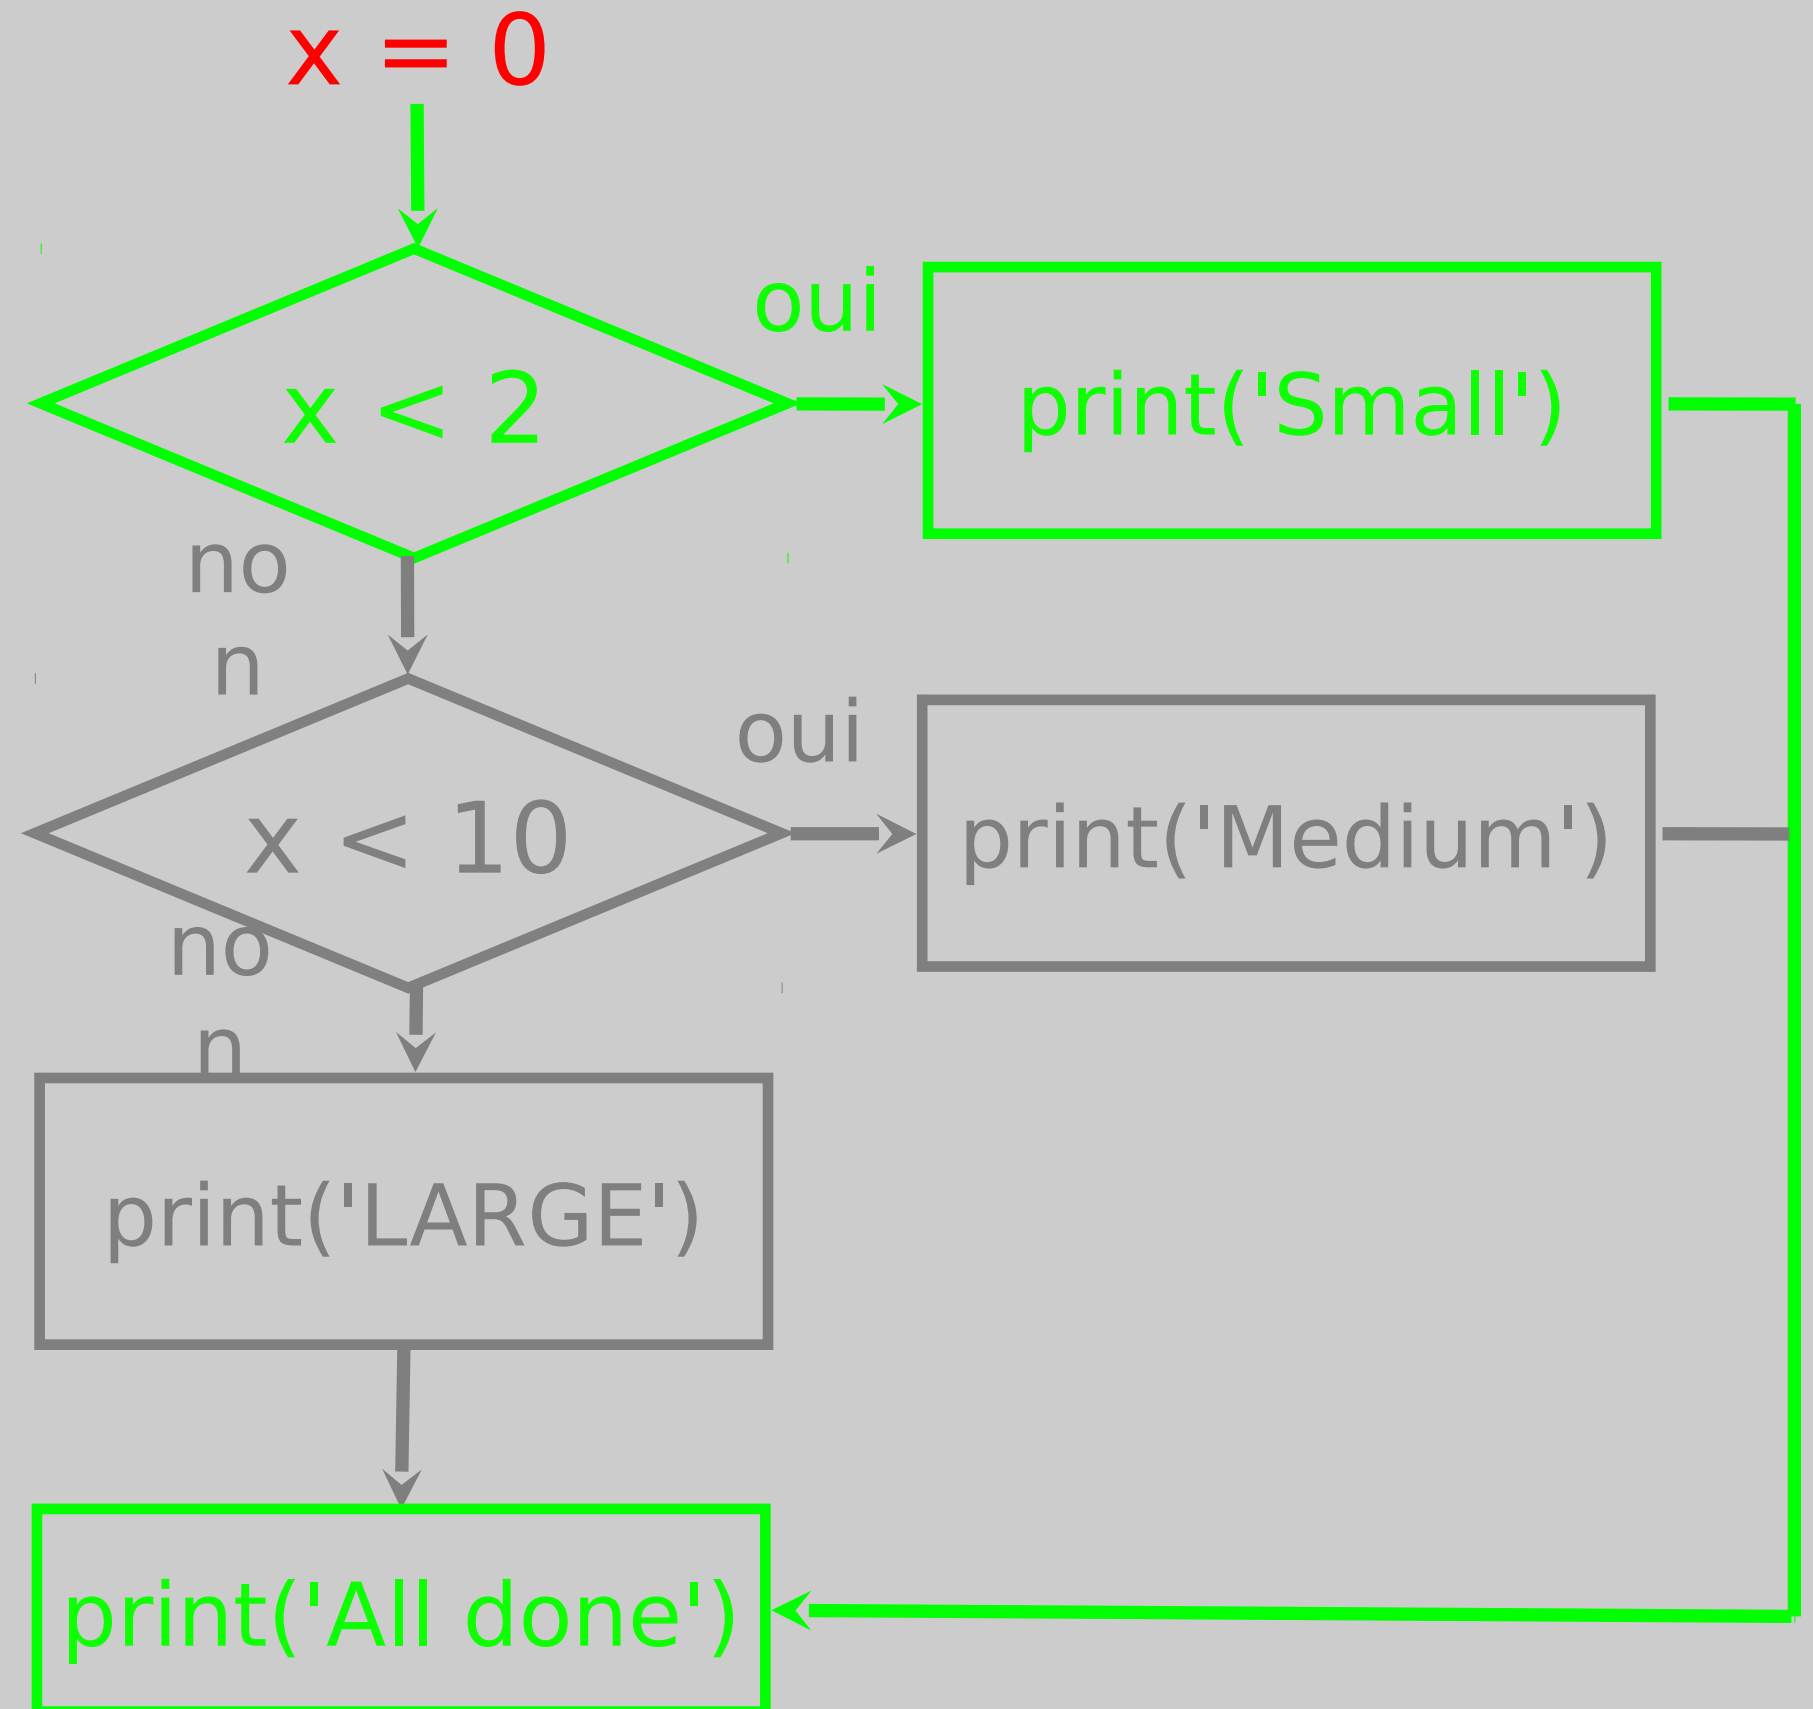 x = 0
oui
x < 2
print('Small')
no
n
oui
x < 10
print('Medium')
no
n
print('LARGE')
print('All done')